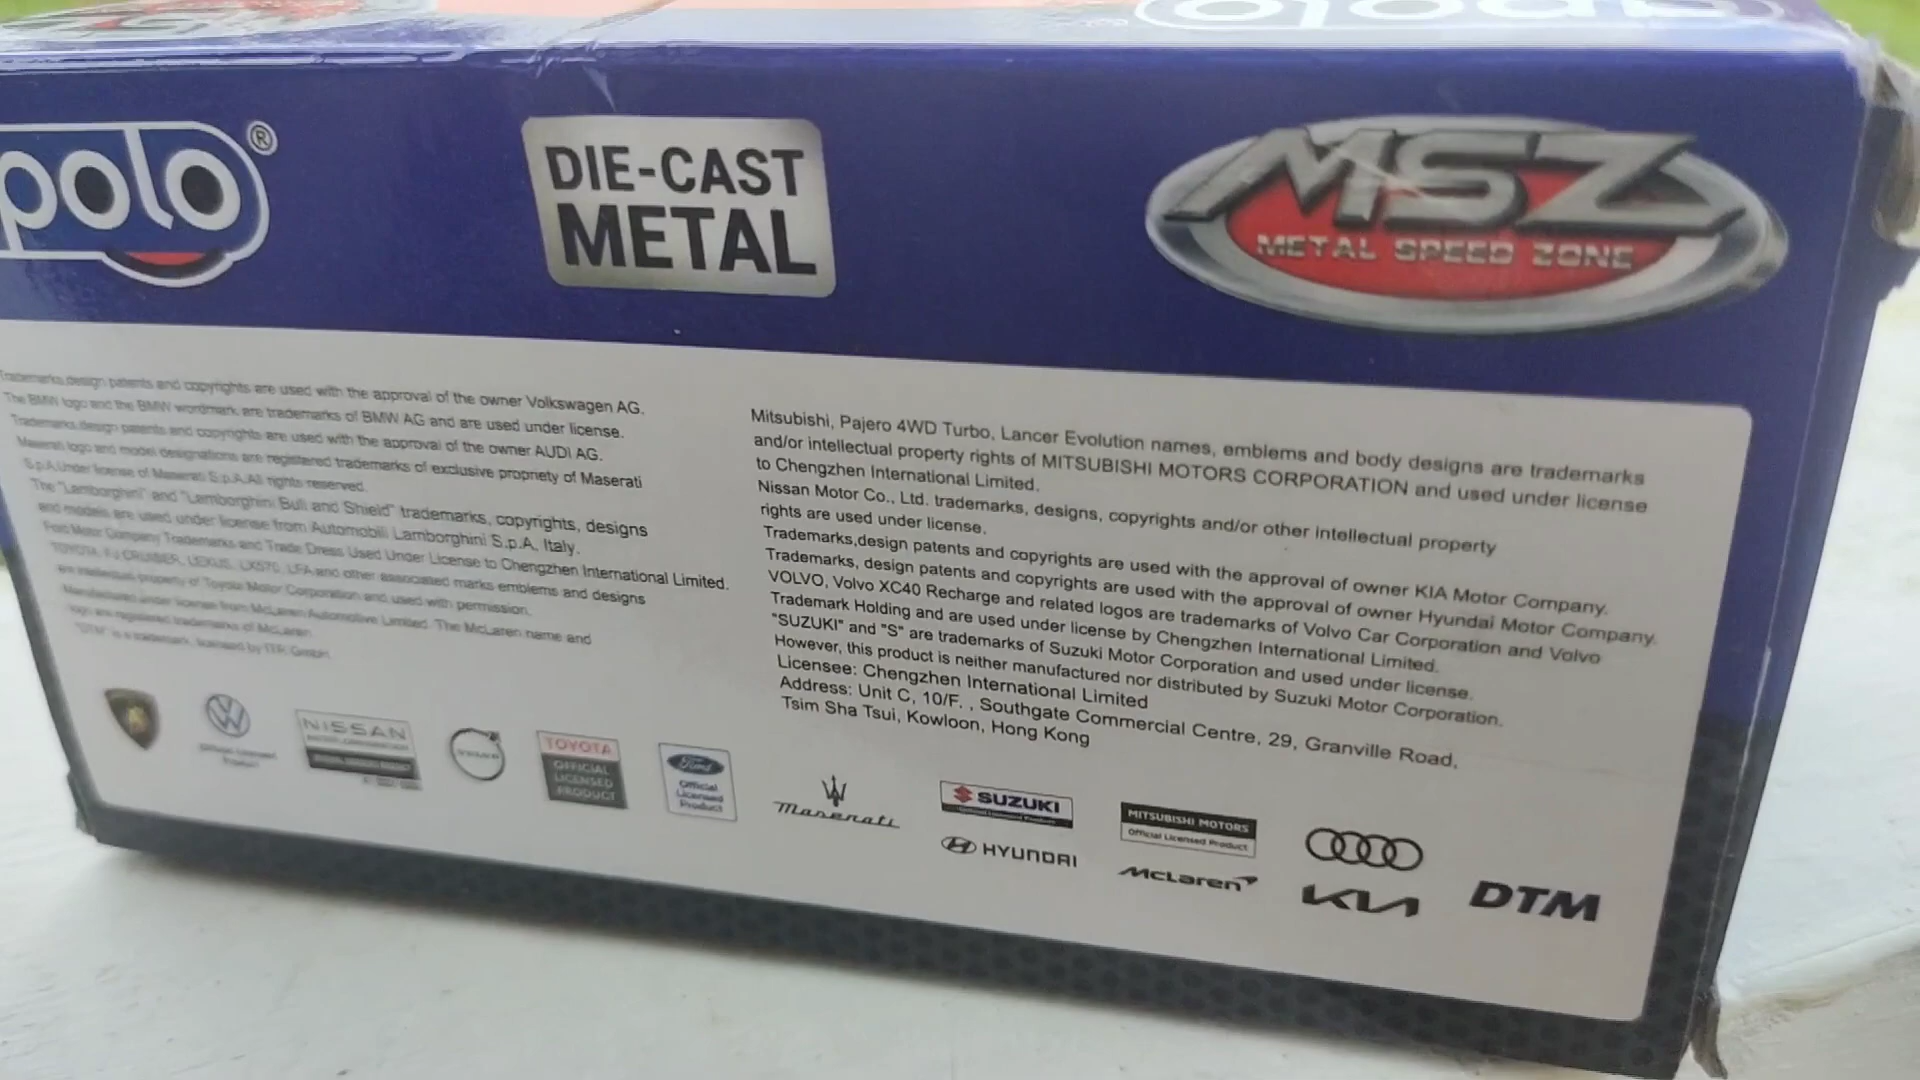 polo®
DIE-CAST
METAL
MSZ
METAL SPEED ZONE
Trademarks,design patents and copyrights are used with the approval of the owner Volkswagen AG.
The BMW logo and the BMW wordmark are trademarks of BMW AG and are used under license.
Trademarks,design patents and copyrights are used with the approval of the owner AUDI AG.
Maserati logo and model designations are registered trademarks of exclusive propriety of Maserati
S.p.A.Under license of Maserati S.p.A.All rights reserved.
The "Lamborghini" and "Lamborghini Bull and Shield" trademarks, copyrights, designs
and models are used under license from Automobili Lamborghini S.p.A, Italy.
Ford Motor Company Trademarks and Trade Dress Used Under License to Chengzhen International Limited.
TOYOTA, FJ CRUISER, LEXUS, LX570, LFA and other associated marks emblems and designs
are intellectual property of Toyota Motor Corporation and used with permission.
Manufactured under license from McLaren Automotive Limited. The McLaren name and
logo are registered trademarks of McLaren.
"DTM" is a trademark, licensed by ITR GmbH.
Mitsubishi, Pajero 4WD Turbo, Lancer Evolution names, emblems and body designs are trademarks
and/or intellectual property rights of MITSUBISHI MOTORS CORPORATION and used under license
to Chengzhen International Limited.
Nissan Motor Co., Ltd. trademarks, designs, copyrights and/or other intellectual property
rights are used under license.
Trademarks,design patents and copyrights are used with the approval of owner KIA Motor Company.
Trademarks, design patents and copyrights are used with the approval of owner Hyundai Motor Company.
VOLVO, Volvo XC40 Recharge and related logos are trademarks of Volvo Car Corporation and Volvo
Trademark Holding and are used under license by Chengzhen International Limited.
"SUZUKI" and "S" are trademarks of Suzuki Motor Corporation and used under license.
However, this product is neither manufactured nor distributed by Suzuki Motor Corporation.
Licensee: Chengzhen International Limited
Address: Unit C, 10/F. , Southgate Commercial Centre, 29, Granville Road,
Tsim Sha Tsui, Kowloon, Hong Kong
Official Licensed
Product
NISSAN
VOLVO
TOYOTA
OFFICIAL
LICENSED
PRODUCT
Ford
Official
Licensed
Product
Maserati
SUZUKI
HYUNDAI
MITSUBISHI MOTORS
Official Licensed Product
McLaren
KIA
DTM